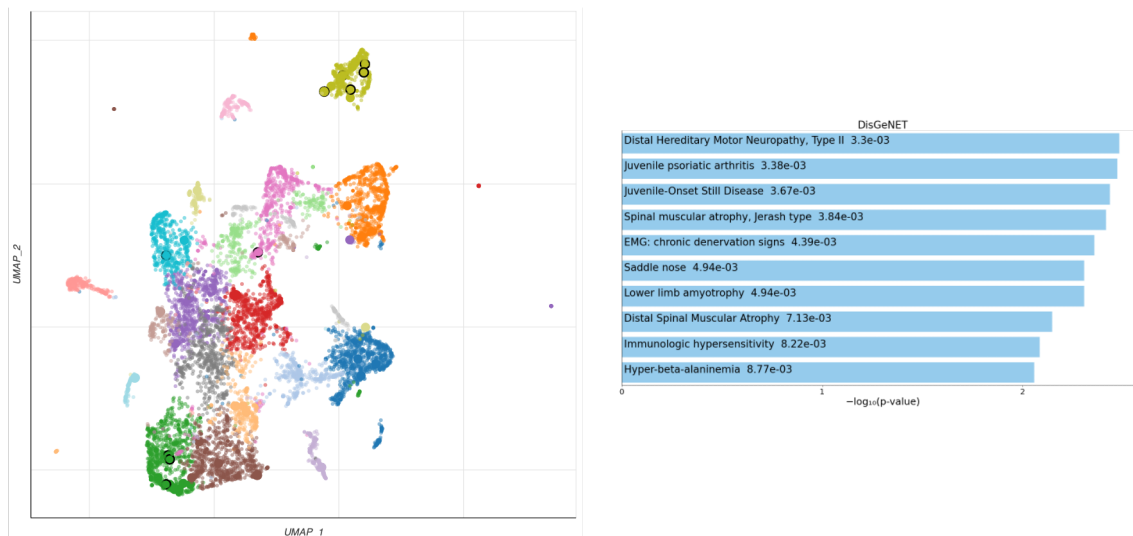 UMAP_2
UMAP_1
DisGeNET
Distal Hereditary Motor Neuropathy, Type II 3.3e-03
Juvenile psoriatic arthritis 3.38e-03
Juvenile-Onset Still Disease 3.67e-03
Spinal muscular atrophy, Jerash type 3.84e-03
EMG: chronic denervation signs 4.39e-03
Saddle nose 4.94e-03
Lower limb amyotrophy 4.94e-03
Distal Spinal Muscular Atrophy 7.13e-03
Immunologic hypersensitivity 8.22e-03
Hyper-beta-alaninemia 8.77e-03
0 1 2
−log₁₀(p-value)